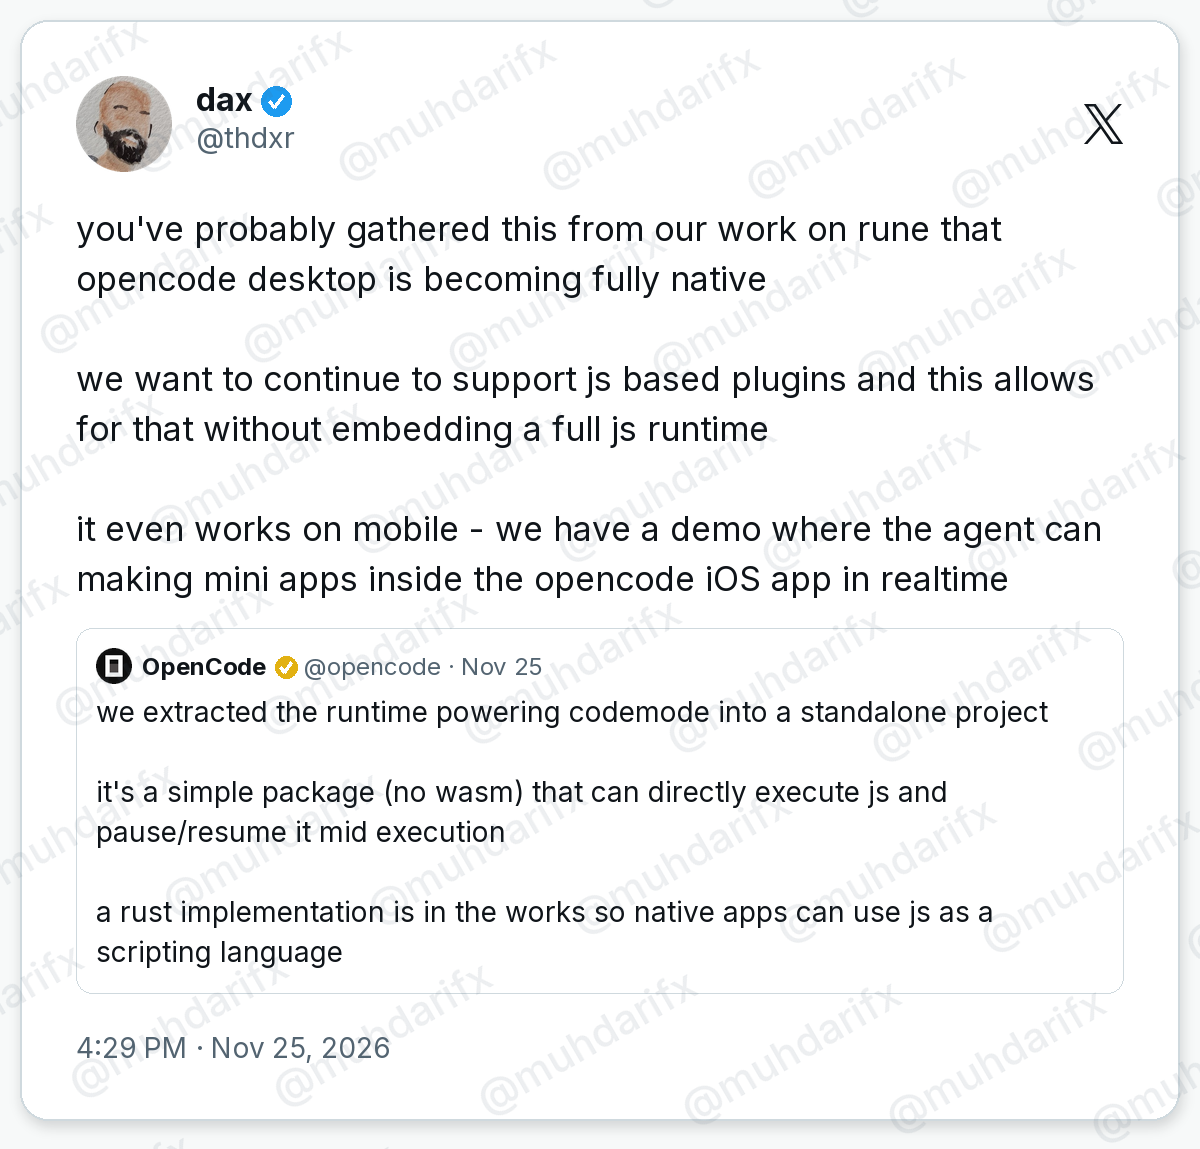 dax
@thdxr
you've probably gathered this from our work on rune that
opencode desktop is becoming fully native
we want to continue to support js based plugins and this allows
for that without embedding a full js runtime
it even works on mobile - we have a demo where the agent can
making mini apps inside the opencode iOS app in realtime
OpenCode @opencode · Nov 25
we extracted the runtime powering codemode into a standalone project
it's a simple package (no wasm) that can directly execute js and
pause/resume it mid execution
a rust implementation is in the works so native apps can use js as a
scripting language
4:29 PM · Nov 25, 2026
@muhdarifx